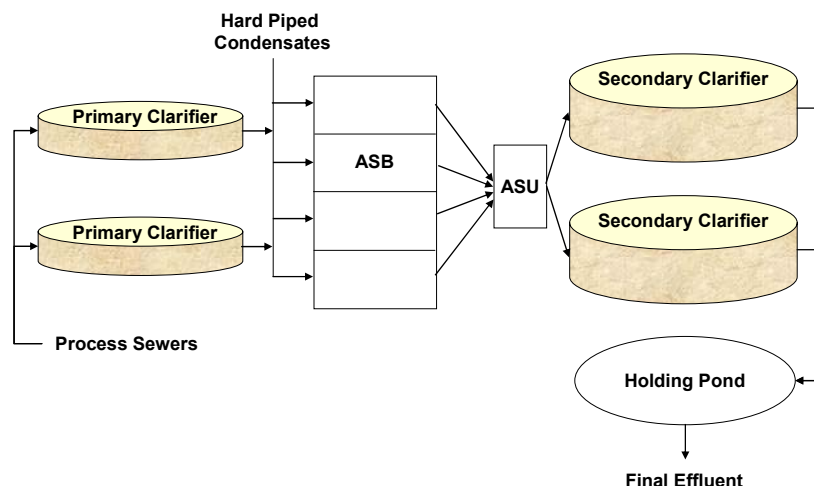 Hard Piped
Condensates
Primary Clarifier
ASB
ASU
Secondary Clarifier
Primary Clarifier
Secondary Clarifier
Process Sewers
Holding Pond
Final Effluent